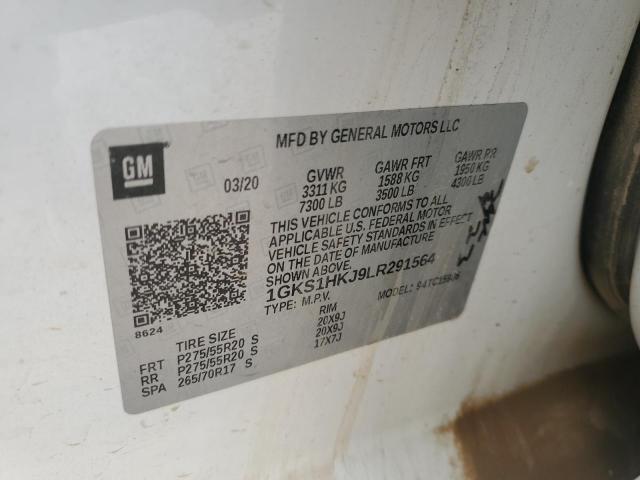 MFD BY GENERAL MOTORS LLC
GM
03/20 GVWR GAWR FRT GAWR RR
3311 KG 1588 KG 1950 KG
7300 LB 3500 LB 4300 LB
THIS VEHICLE CONFORMS TO ALL
APPLICABLE U.S. FEDERAL MOTOR
VEHICLE SAFETY STANDARDS IN EFFECT
ON THE DATE OF MANUFACTURE
SHOWN ABOVE.
1GKS1HKJ9LR291564
TYPE: M.P.V. MODEL:
8624
TIRE SIZE RIM
FRT P275/55R20 S 20X9J
RR P275/55R20 S 20X9J
SPA 265/70R17 S 17X7J